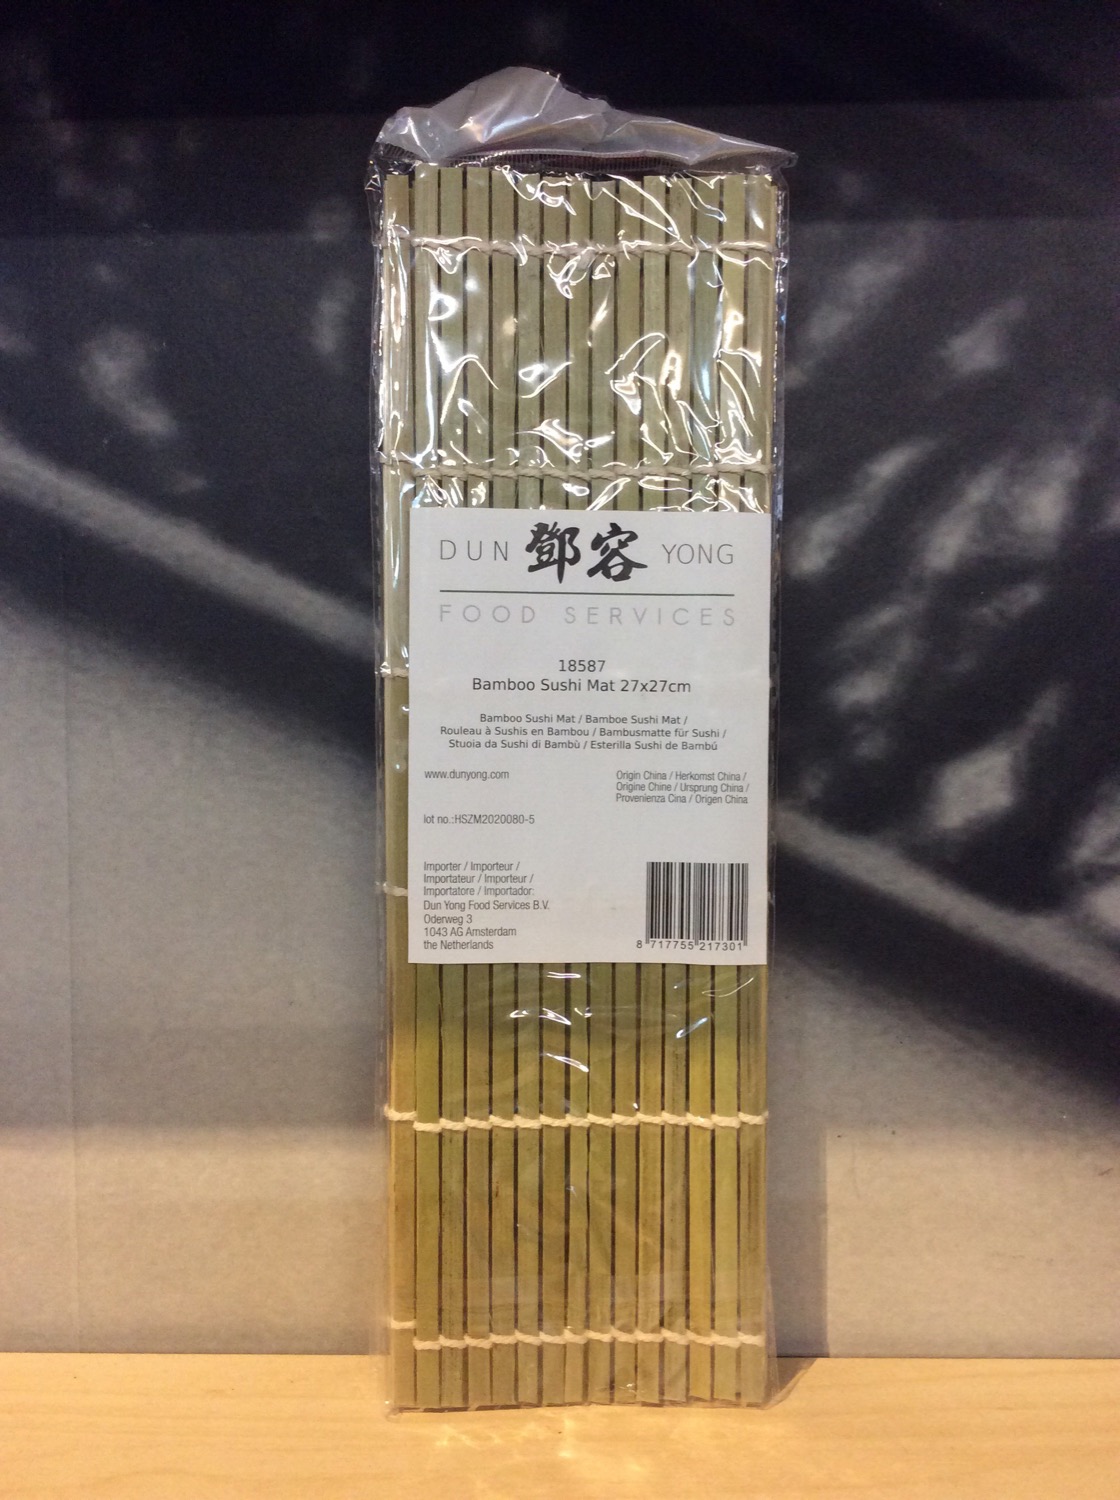 DUN 鄧容 YONG
FOOD SERVICES
18587
Bamboo Sushi Mat 27x27cm
Bamboo Sushi Mat / Bamboe Sushi Mat /
Rouleau à Sushis en Bambou / Bambusmatte für Sushi /
Stuoia da Sushi di Bambù / Esterilla Sushi de Bambú
www.dunyong.com
Origin China / Herkomst China /
Origine Chine / Ursprung China /
Provenienza Cina / Origen China
lot no.:HSZM2020080-5
Importer / Importeur /
Importateur / Importeur /
Importatore / Importador:
Dun Yong Food Services B.V.
Oderweg 3
1043 AG Amsterdam
the Netherlands
8 717755 217301